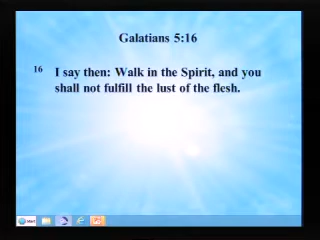 Galatians 5:16
16 I say then: Walk in the Spirit, and you
shall not fulfill the lust of the flesh.
Start